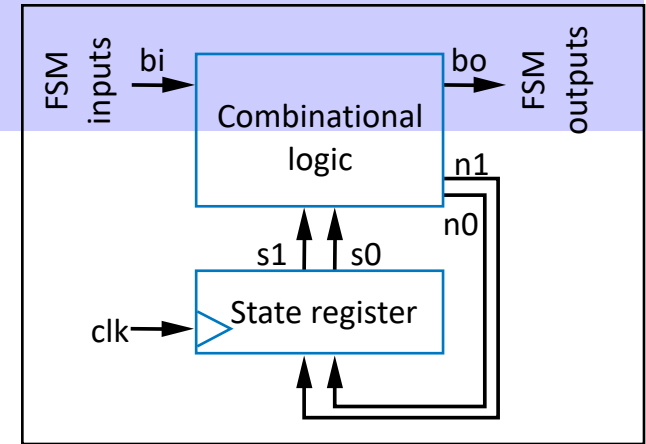 FSM
inputs
bi
Combinational
logic
bo
FSM
outputs
n1
n0
s1
s0
State register
clk